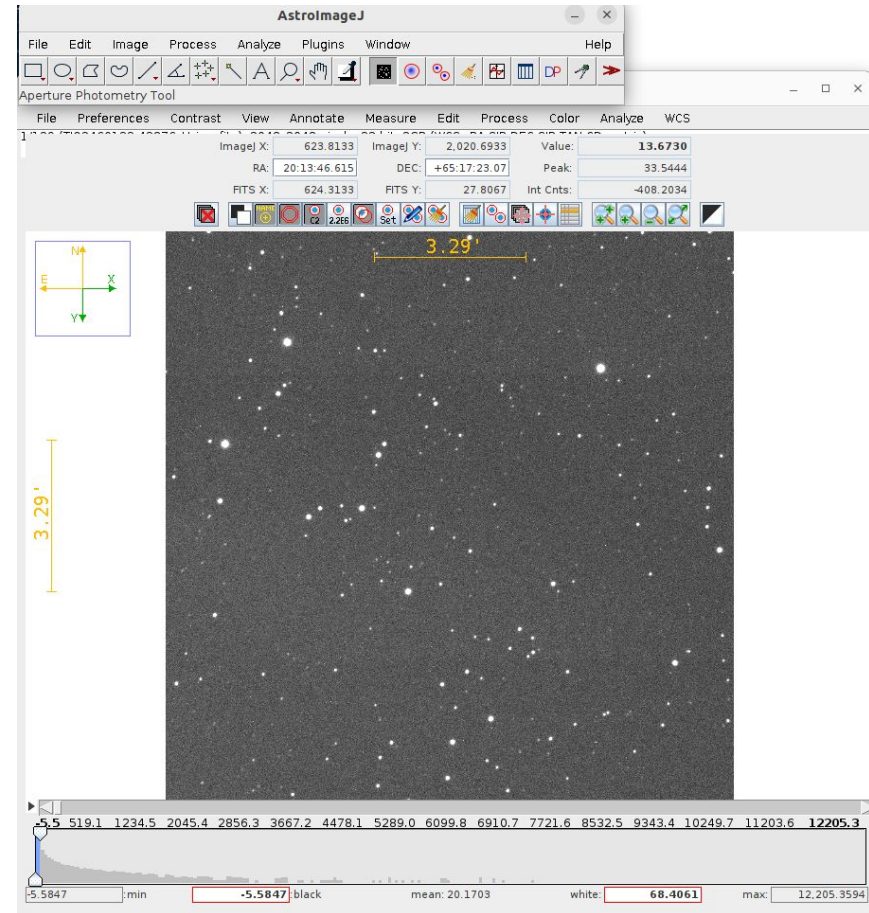 AstroImageJ
File Edit Image Process Analyze Plugins Window Help
DP
Aperture Photometry Tool
File Preferences Contrast View Annotate Measure Edit Process Color Analyze WCS
ImageJ X: 623.8133 ImageJ Y: 2,020.6933 Value: 13.6730
RA: 20:13:46.615 DEC: +65:17:23.07 Peak: 33.5444
FITS X: 624.3133 FITS Y: 27.8067 Int Cnts: -408.2034
C2 2.2E6 Set
3.29'
N
E X
Y
3.29'
-5.5 519.1 1234.5 2045.4 2856.3 3667.2 4478.1 5289.0 6099.8 6910.7 7721.6 8532.5 9343.4 10249.7 11203.6 12205.3
-5.5847 :min -5.5847 :black mean: 20.1703 white: 68.4061 max: 12,205.3594